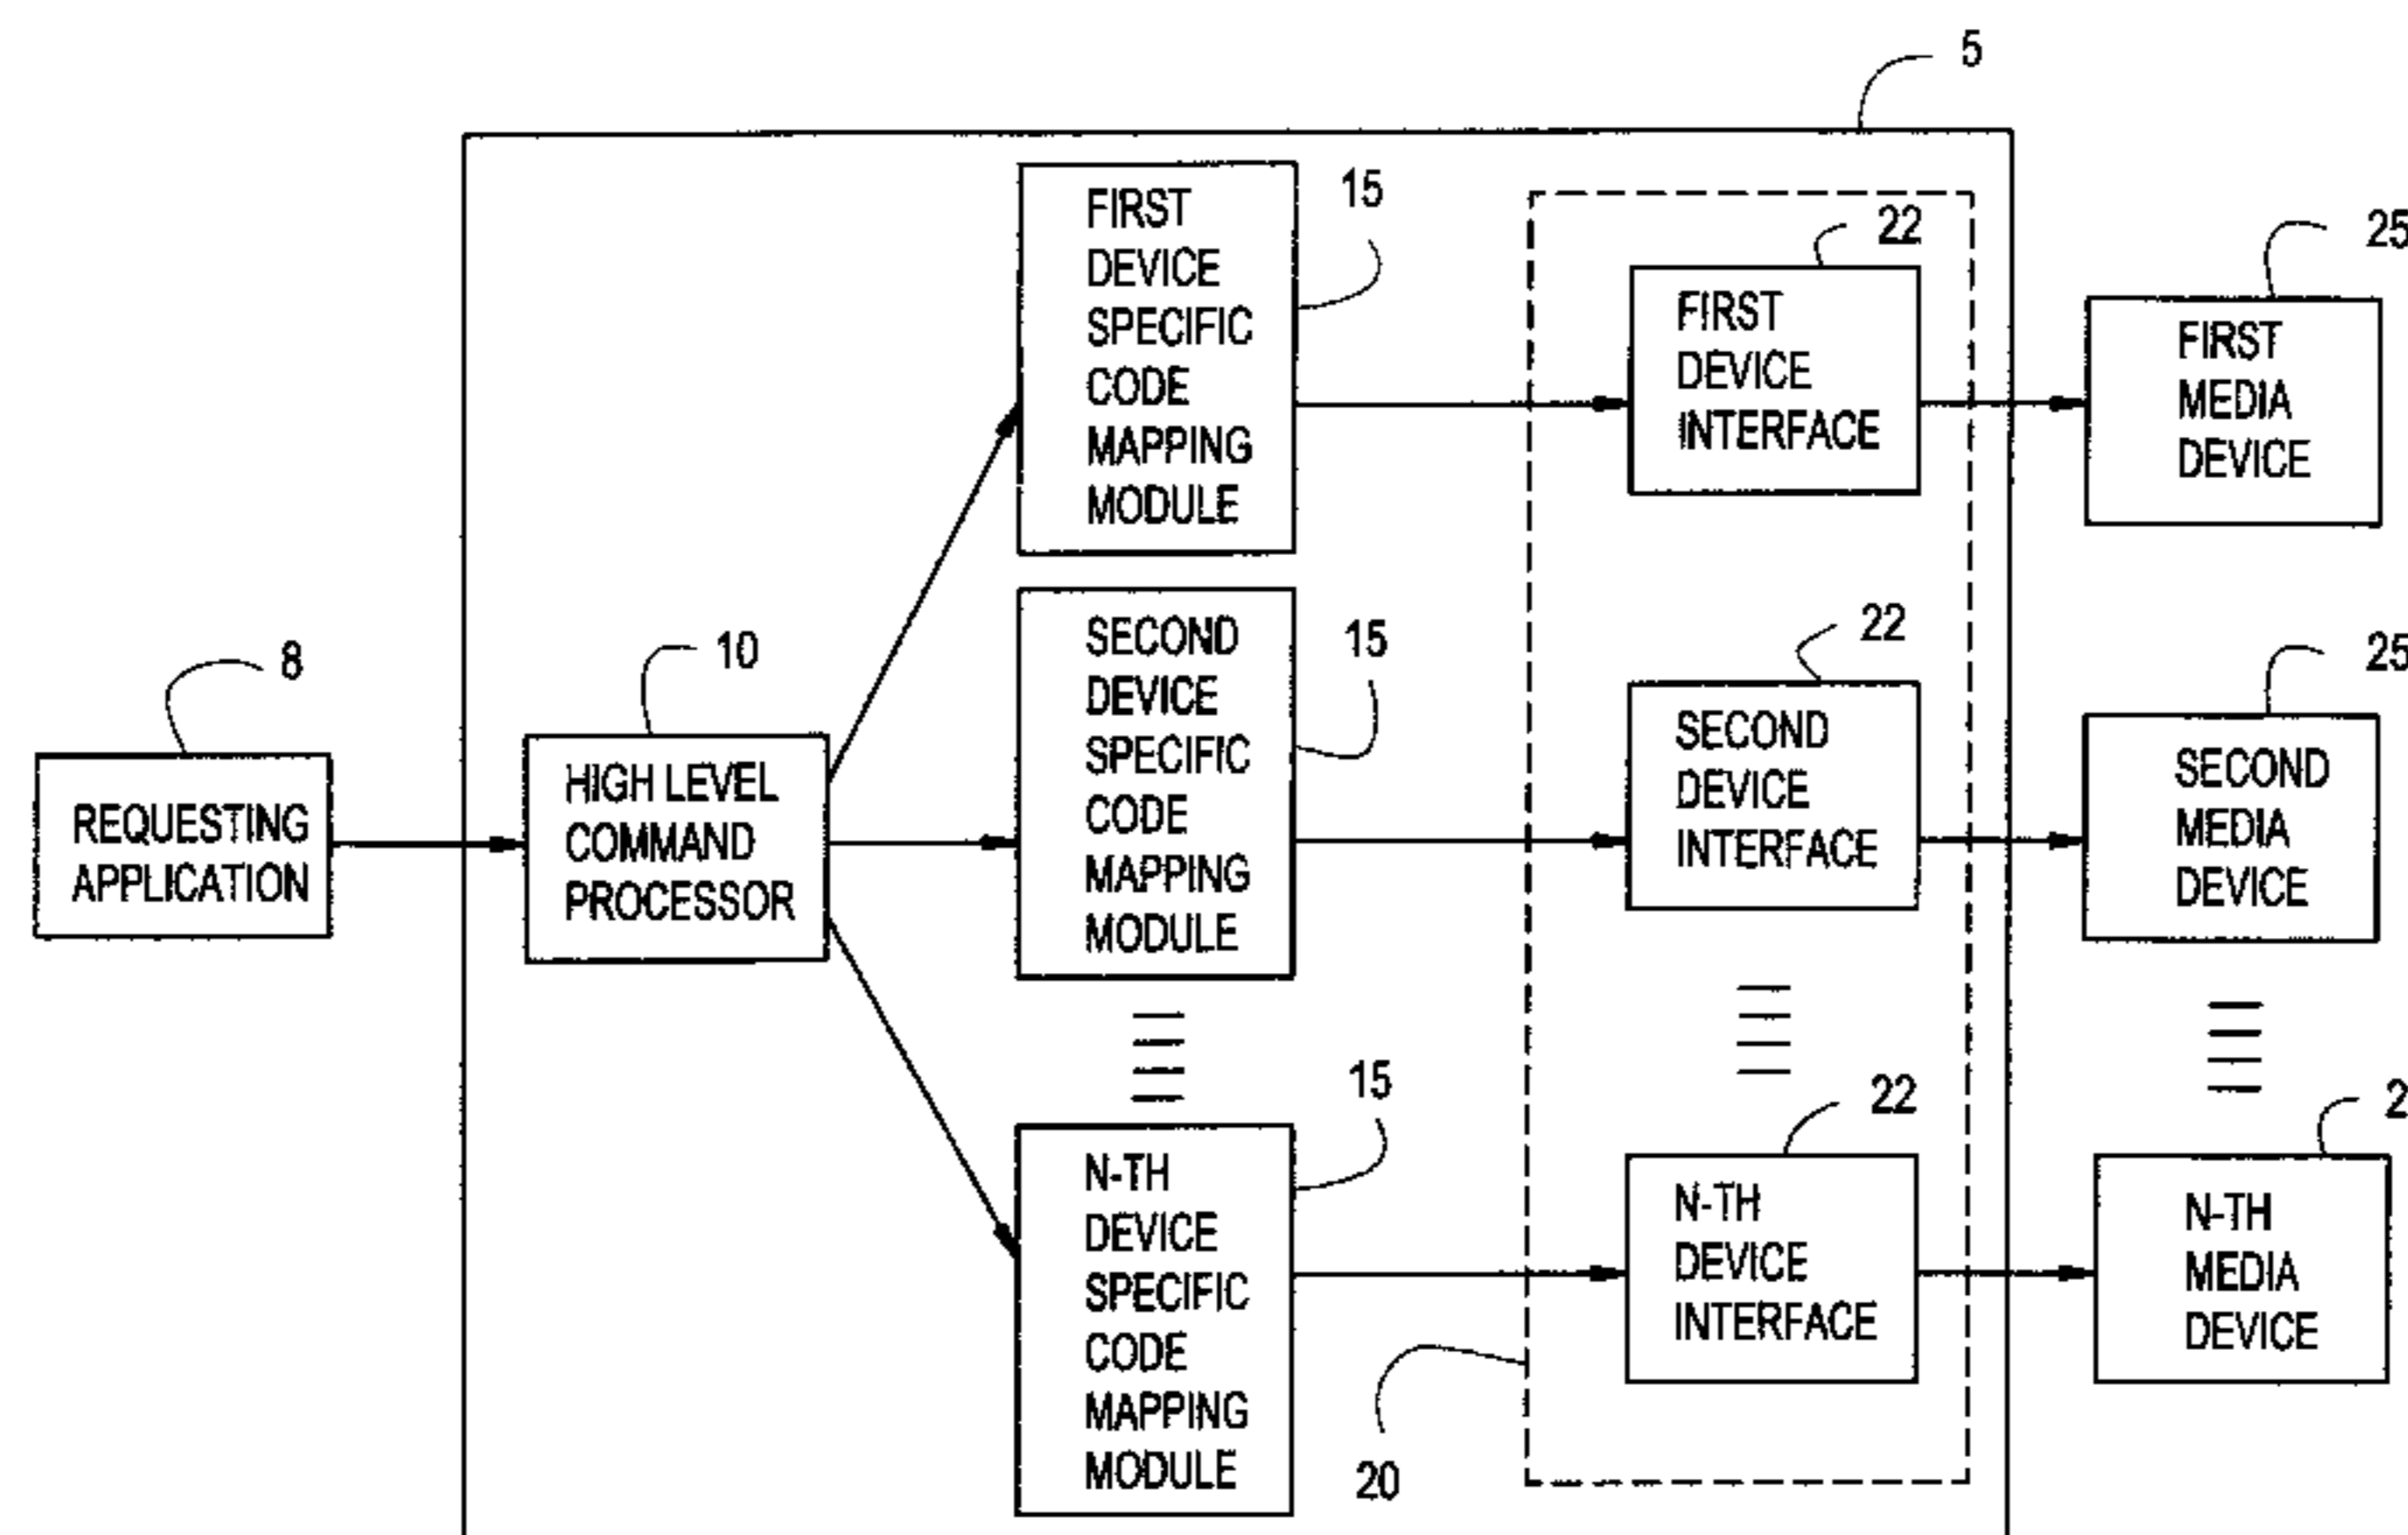 5
FIRST
DEVICE
SPECIFIC
CODE
MAPPING
MODULE
15
22
FIRST
DEVICE
INTERFACE
25
FIRST
MEDIA
DEVICE
8
REQUESTING
APPLICATION
10
HIGH LEVEL
COMMAND
PROCESSOR
SECOND
DEVICE
SPECIFIC
CODE
MAPPING
MODULE
15
22
SECOND
DEVICE
INTERFACE
25
SECOND
MEDIA
DEVICE
N-TH
DEVICE
SPECIFIC
CODE
MAPPING
MODULE
15
22
N-TH
DEVICE
INTERFACE
20
2
N-TH
MEDIA
DEVICE